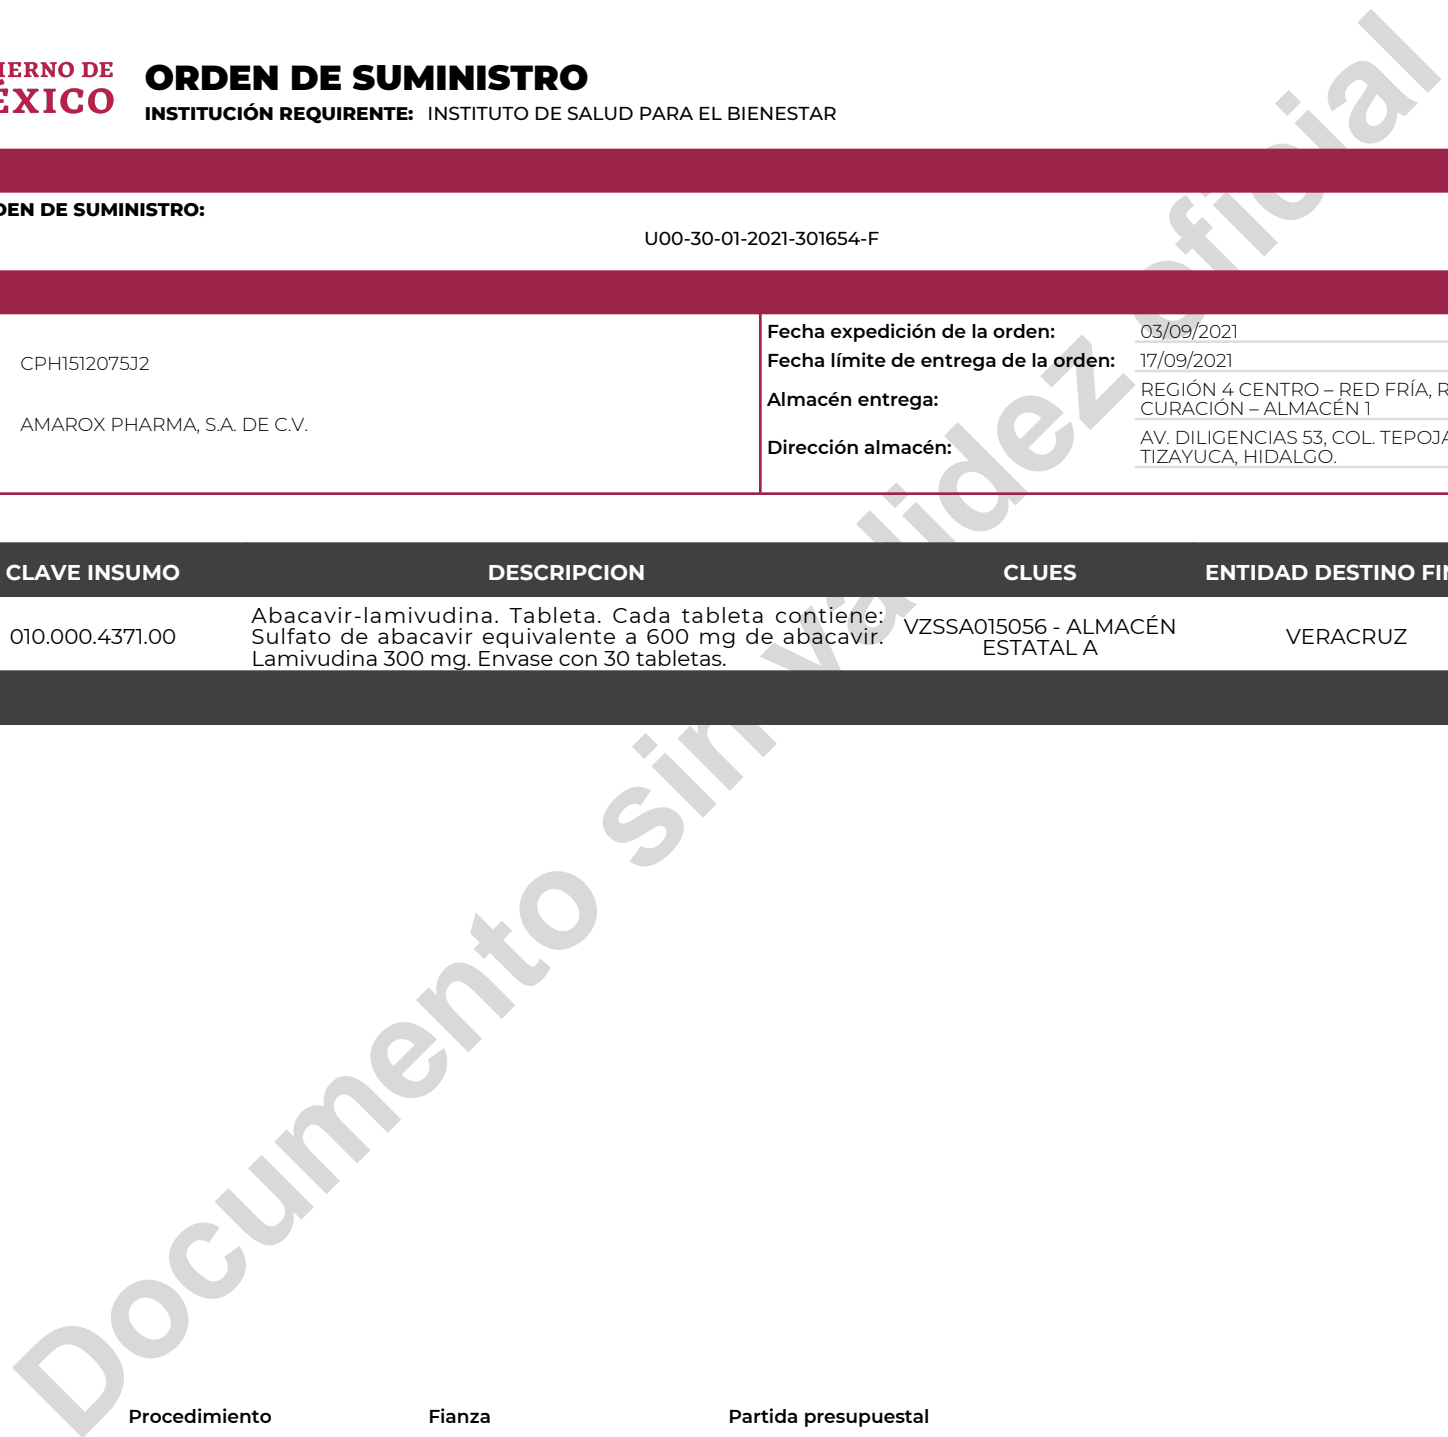 IERNO DE
ÉXICO
ORDEN DE SUMINISTRO
INSTITUCIÓN REQUIRENTE: INSTITUTO DE SALUD PARA EL BIENESTAR
DEN DE SUMINISTRO:
U00-30-01-2021-301654-F
CPH1512075J2
AMAROX PHARMA, S.A. DE C.V.
Fecha expedición de la orden: 03/09/2021
Fecha límite de entrega de la orden: 17/09/2021
Almacén entrega: REGIÓN 4 CENTRO – RED FRÍA, R
CURACIÓN – ALMACÉN 1
Dirección almacén: AV. DILIGENCIAS 53, COL. TEPOJA
TIZAYUCA, HIDALGO.
CLAVE INSUMO DESCRIPCION CLUES ENTIDAD DESTINO FIN
010.000.4371.00
Abacavir-lamivudina. Tableta. Cada tableta contiene:
Sulfato de abacavir equivalente a 600 mg de abacavir.
Lamivudina 300 mg. Envase con 30 tabletas.
VZSSA015056 - ALMACÉN
ESTATAL A
VERACRUZ
Documento sin validez oficial
Procedimiento Fianza Partida presupuestal